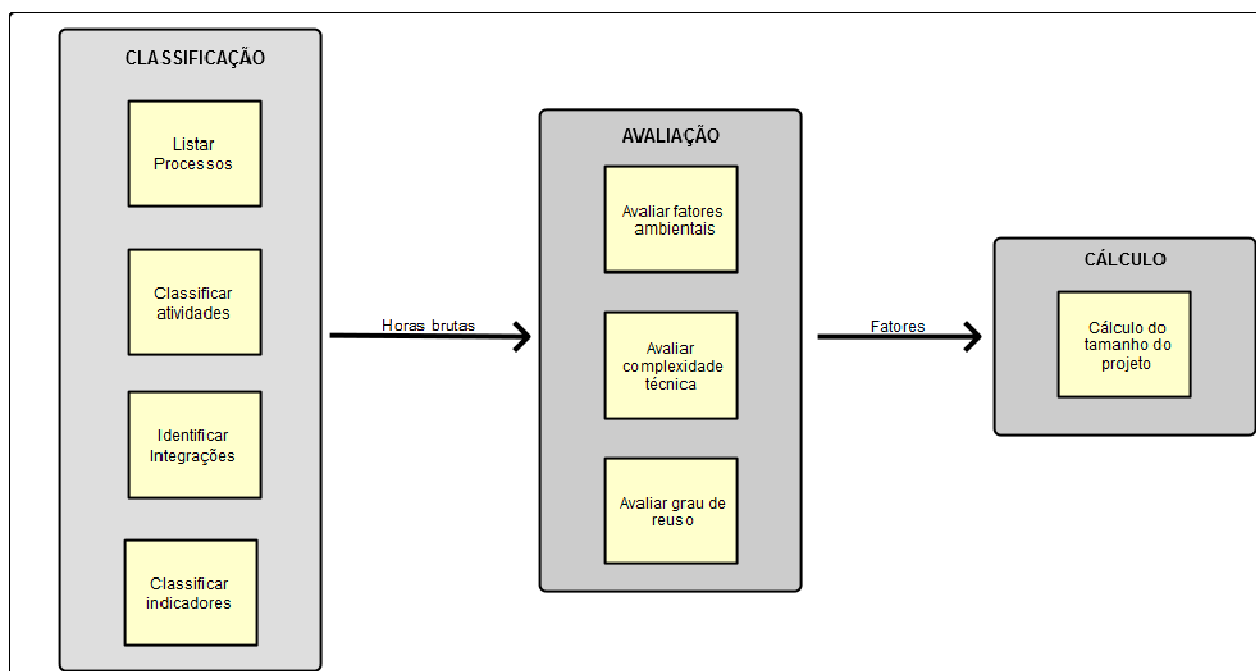 CLASSIFICAÇÃO
Listar
Processos
Classificar
atividades
Identificar
Integrações
Classificar
indicadores
Horas brutas
AVALIAÇÃO
Avaliar fatores
ambientais
Avaliar
complexidade
técnica
Avaliar grau de
reuso
Fatores
CÁLCULO
Cálculo do
tamanho do
projeto